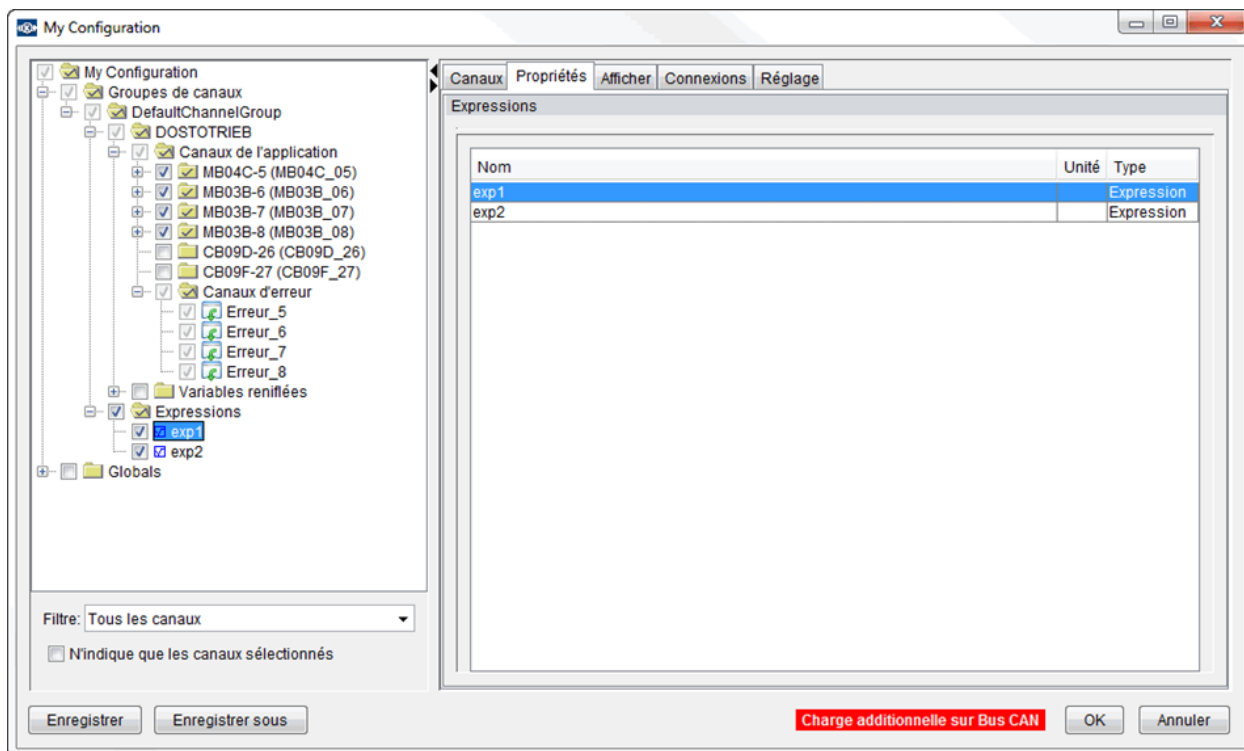 My Configuration
My Configuration
Groupes de canaux
DefaultChannelGroup
DOSTOTRIEB
Canaux de l'application
MB04C-5 (MB04C_05)
MB03B-6 (MB03B_06)
MB03B-7 (MB03B_07)
MB03B-8 (MB03B_08)
CB09D-26 (CB09D_26)
CB09F-27 (CB09F_27)
Canaux d'erreur
Erreur_5
Erreur_6
Erreur_7
Erreur_8
Variables reniflées
Expressions
exp1
exp2
Globals
Filtre: Tous les canaux
N'indique que les canaux sélectionnés
Canaux Propriétés Afficher Connexions Réglage
Expressions
Nom Unité Type
exp1 Expression
exp2 Expression
Enregistrer Enregistrer sous Charge additionnelle sur Bus CAN OK Annuler